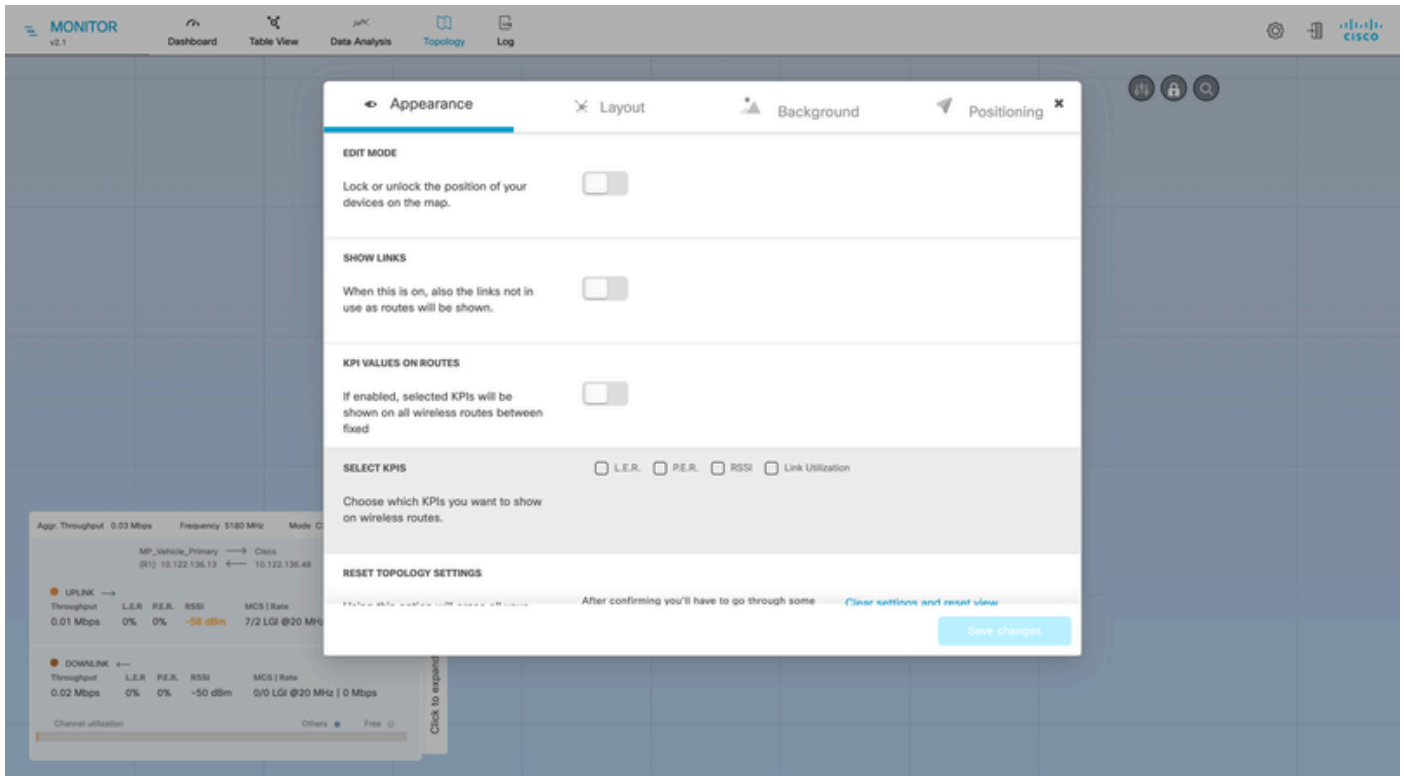 MONITOR
v2.1
Dashboard
Table View
Data Analysis
Topology
Log
CISCO
Appearance
Layout
Background
Positioning
EDIT MODE
Lock or unlock the position of your
devices on the map.
SHOW LINKS
When this is on, also the links not in
use as routes will be shown.
KPI VALUES ON ROUTES
If enabled, selected KPIs will be
shown on all wireless routes between
fixed
SELECT KPIS
L.E.R. P.E.R. RSSI Link Utilization
Choose which KPIs you want to show
on wireless routes.
RESET TOPOLOGY SETTINGS
Using this option will erase all your
After confirming you'll have to go through some
Clear settings and reset view
Save changes
Aggr. Throughput 0.03 Mbps Frequency 5180 MHz Mode
MP_Vehicle_Primary → Cisco
(R1) 10.122.136.13 ← 10.122.136.48
UPLINK →
Throughput L.E.R P.E.R. RSSI MCS | Rate
0.01 Mbps 0% 0% -58 dBm 7/2 LGI @20 MHz
DOWNLINK ←
Throughput L.E.R P.E.R. RSSI MCS | Rate
0.02 Mbps 0% 0% -50 dBm 0/0 LGI @20 MHz | 0 Mbps
Channel utilization Others Free
Click to expand